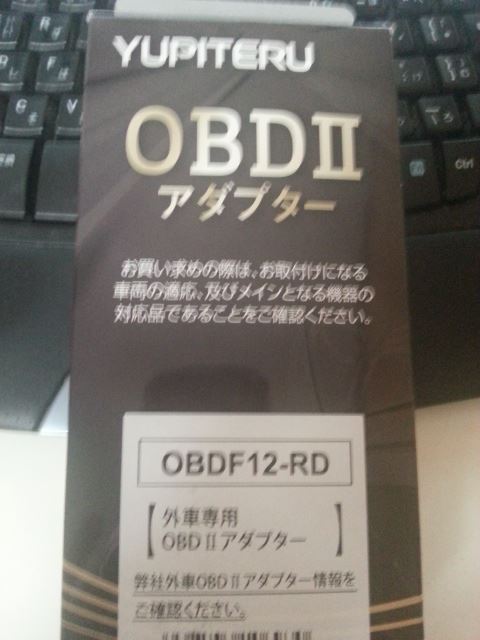 YUPITERU
OBDⅡ
アダプター
お買い求めの際は、お取付けになる
車両の適応、及びメインとなる機器の
対応品であることをご確認ください。
OBDF12-RD
【外車専用
OBDⅡアダプター】
弊社外車OBDⅡアダプター情報を
ご確認ください。
Ctrl